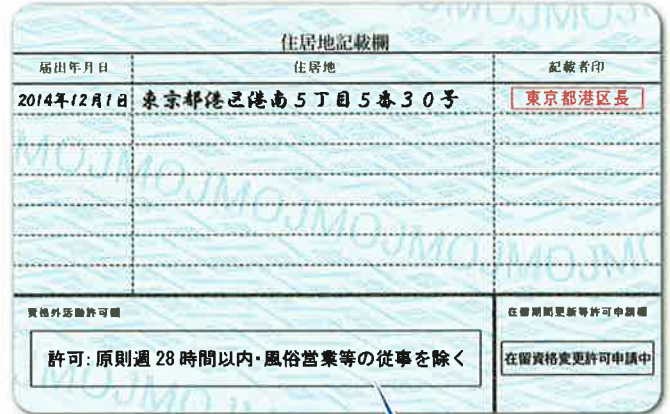 住居地記載欄
届出年月日 住居地 記載者印
2014年12月1日 東京都港区港南5丁目5番30号 東京都港区長
資格外活動許可欄 在留期間更新等許可申請欄
許可:原則週28時間以内・風俗営業等の従事を除く 在留資格変更許可申請中
MOJMOJMOJMOJMOJ